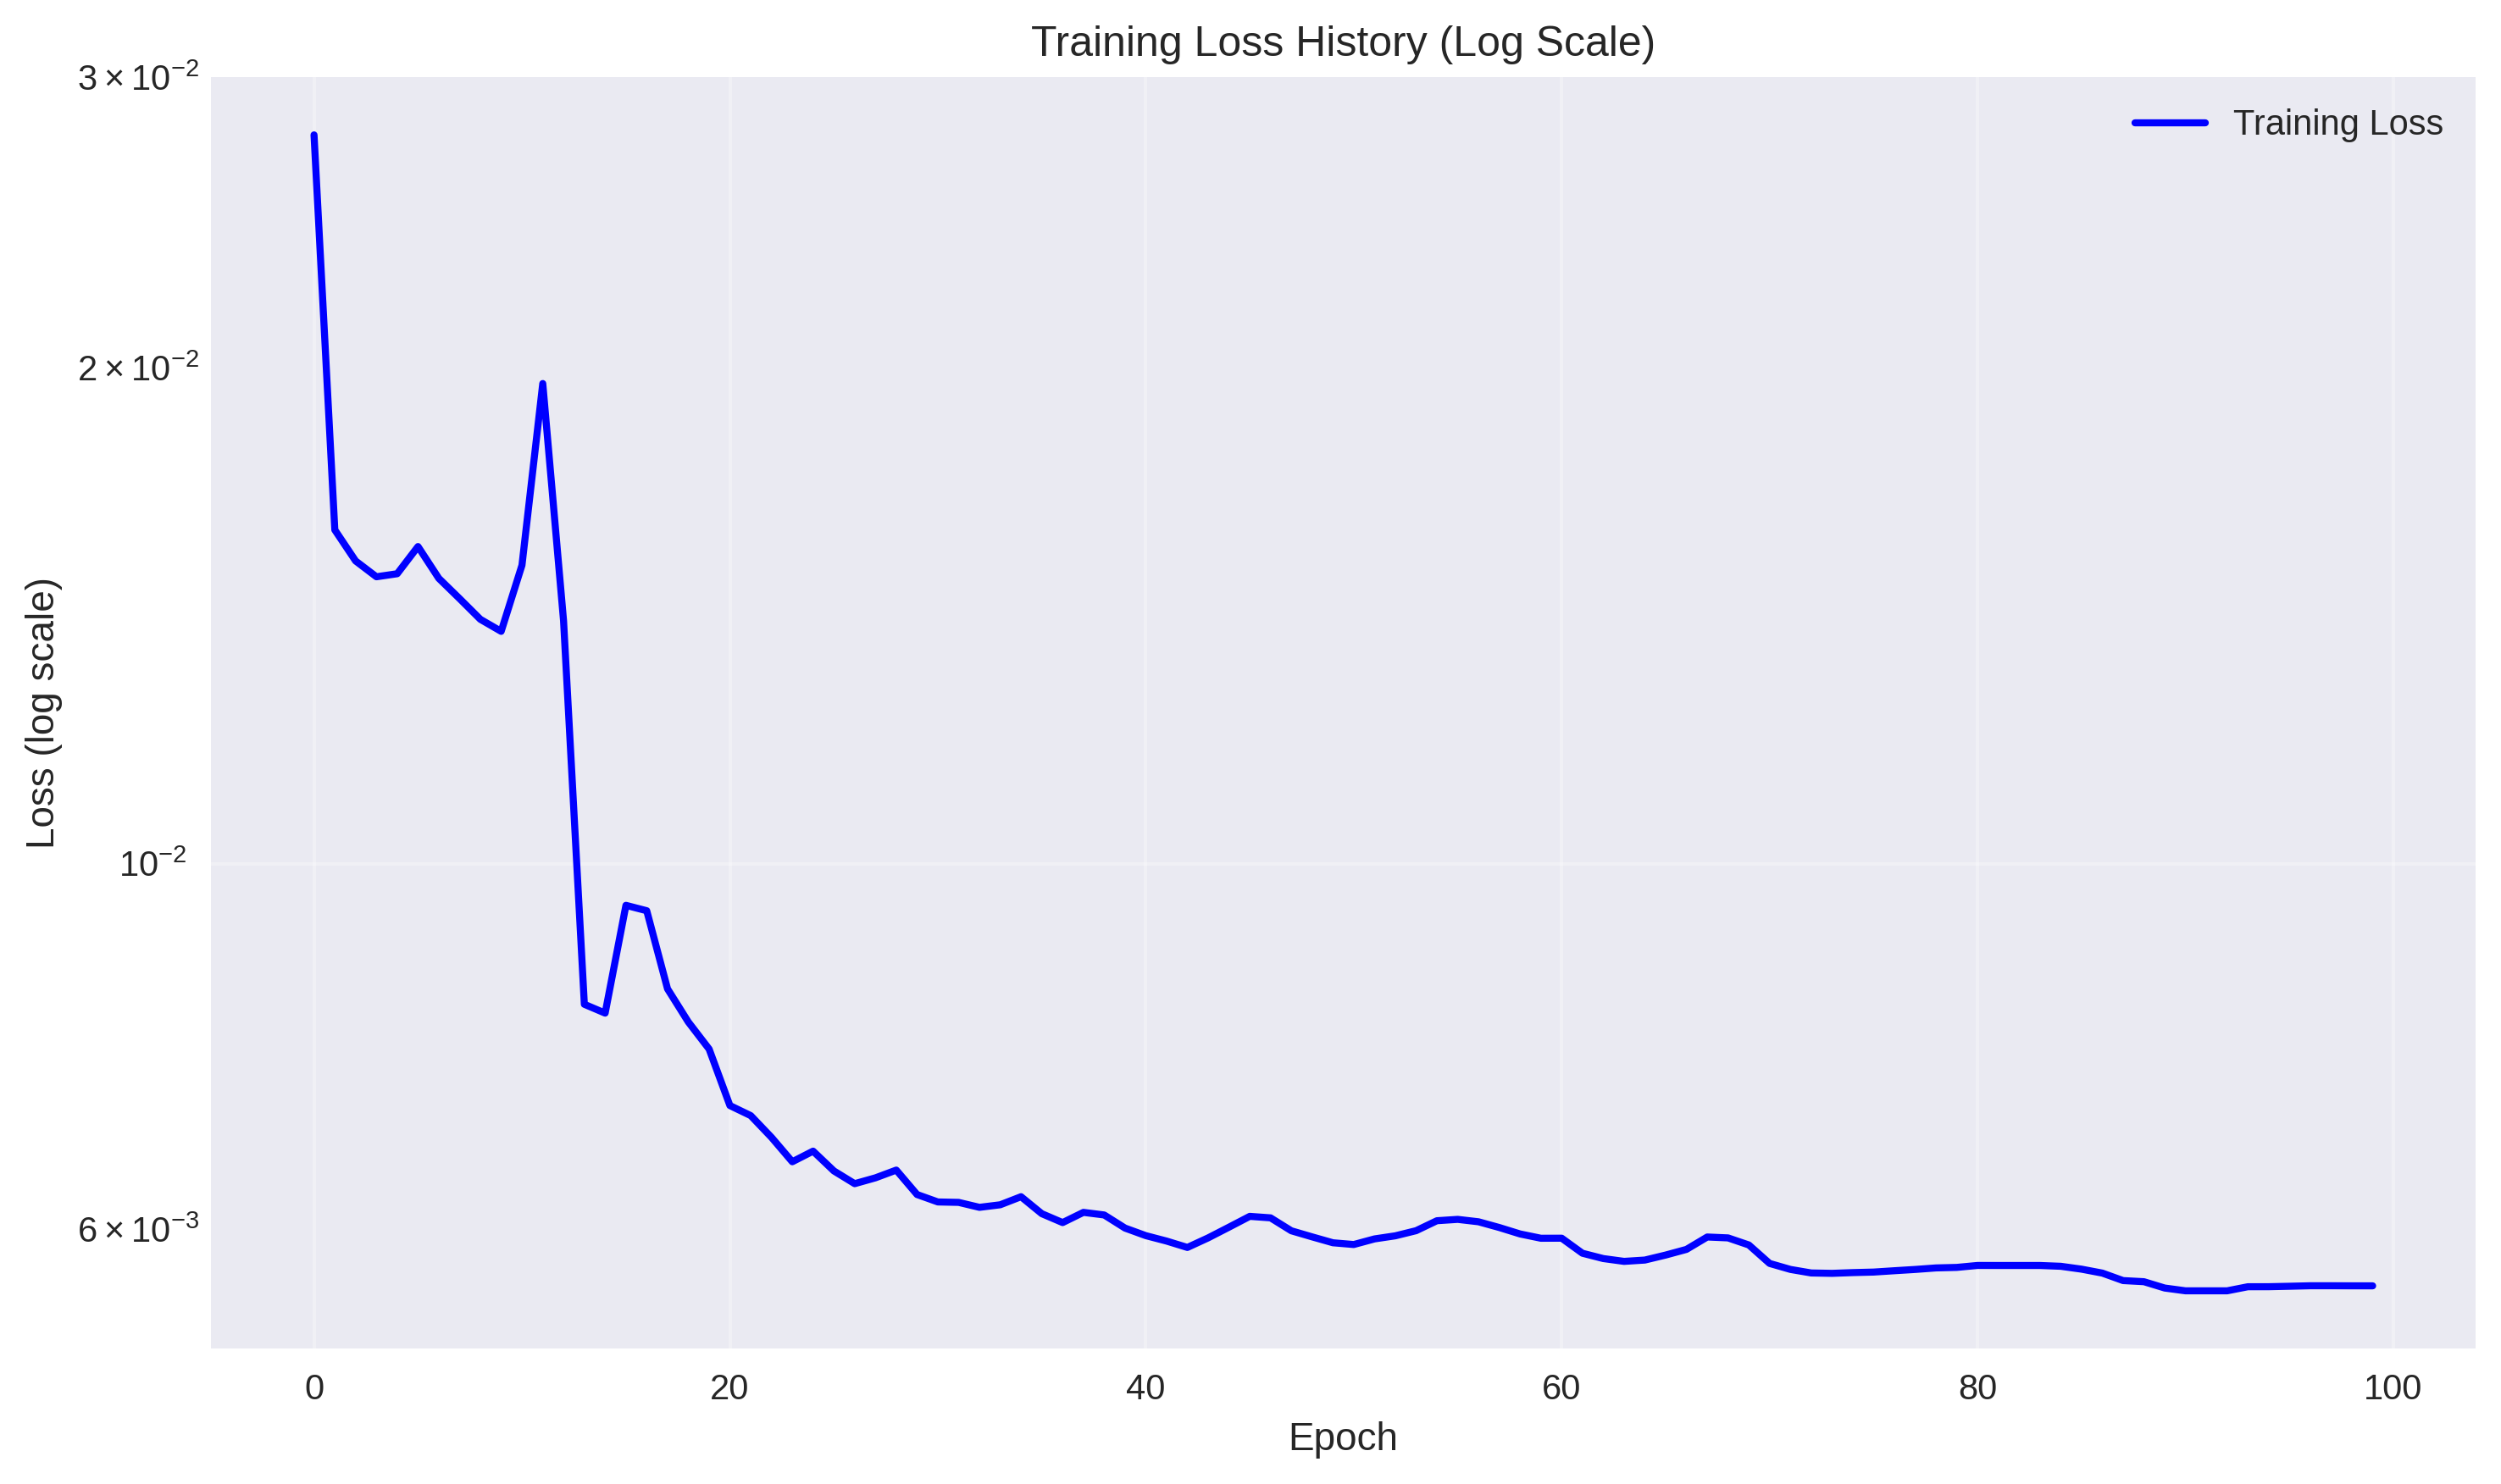 Training Loss History (Log Scale)
3 × 10⁻²
Training Loss
2 × 10⁻²
Loss (log scale)
10⁻²
6 × 10⁻³
0 20 40 60 80 100
Epoch